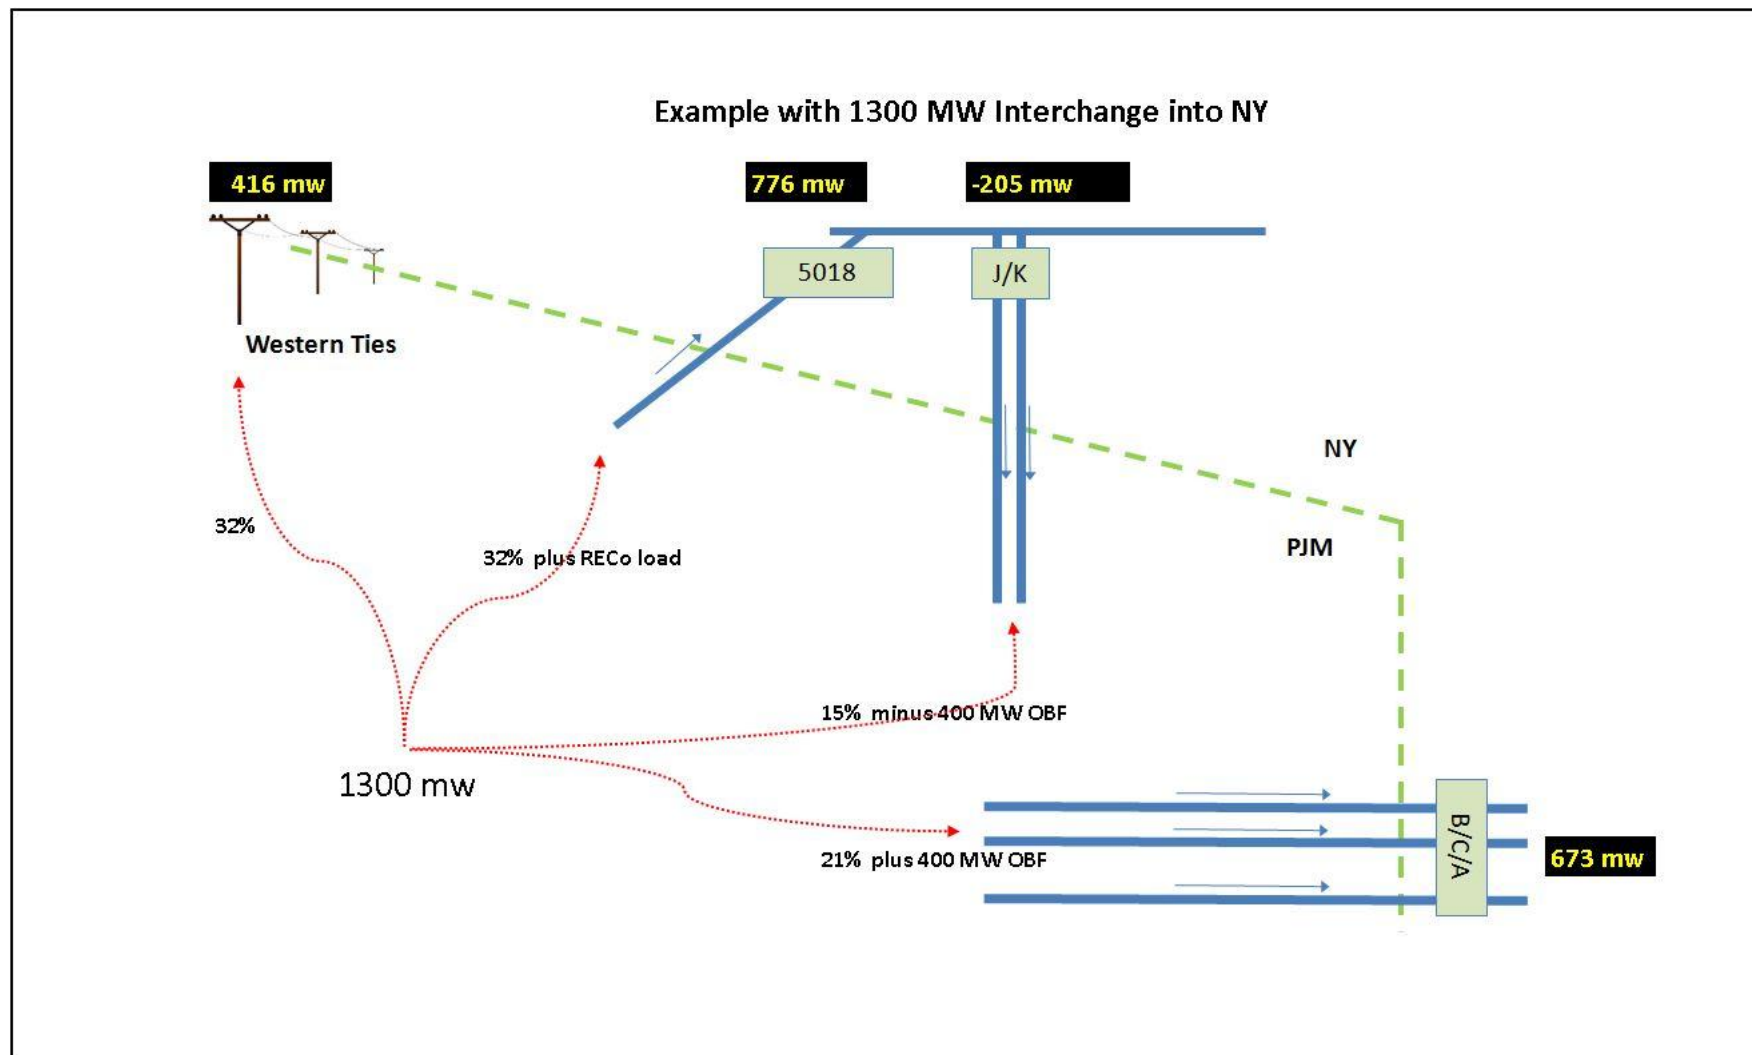 Example with 1300 MW Interchange into NY
416 mw
776 mw
-205 mw
5018
J/K
Western Ties
NY
32%
PJM
32% plus RECo load
15% minus 400 MW OBF
1300 mw
B/C/A
21% plus 400 MW OBF
673 mw